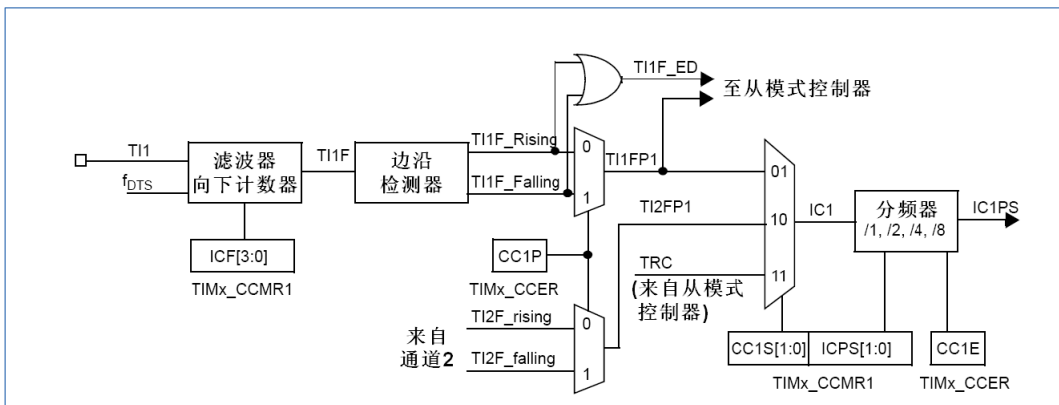 TI1F_ED
至从模式控制器
TI1
fDTS
滤波器
向下计数器
TI1F
边沿
检测器
TI1F_Rising
TI1F_Falling
0
1
TI1FP1
01
TI2FP1
10
IC1
分频器
/1, /2, /4, /8
IC1PS
ICF[3:0]
TIMx_CCMR1
CC1P
TIMx_CCER
TRC
11
(来自从模式
控制器)
来自
通道2
TI2F_rising
TI2F_falling
0
1
CC1S[1:0]
ICPS[1:0]
TIMx_CCMR1
CC1E
TIMx_CCER